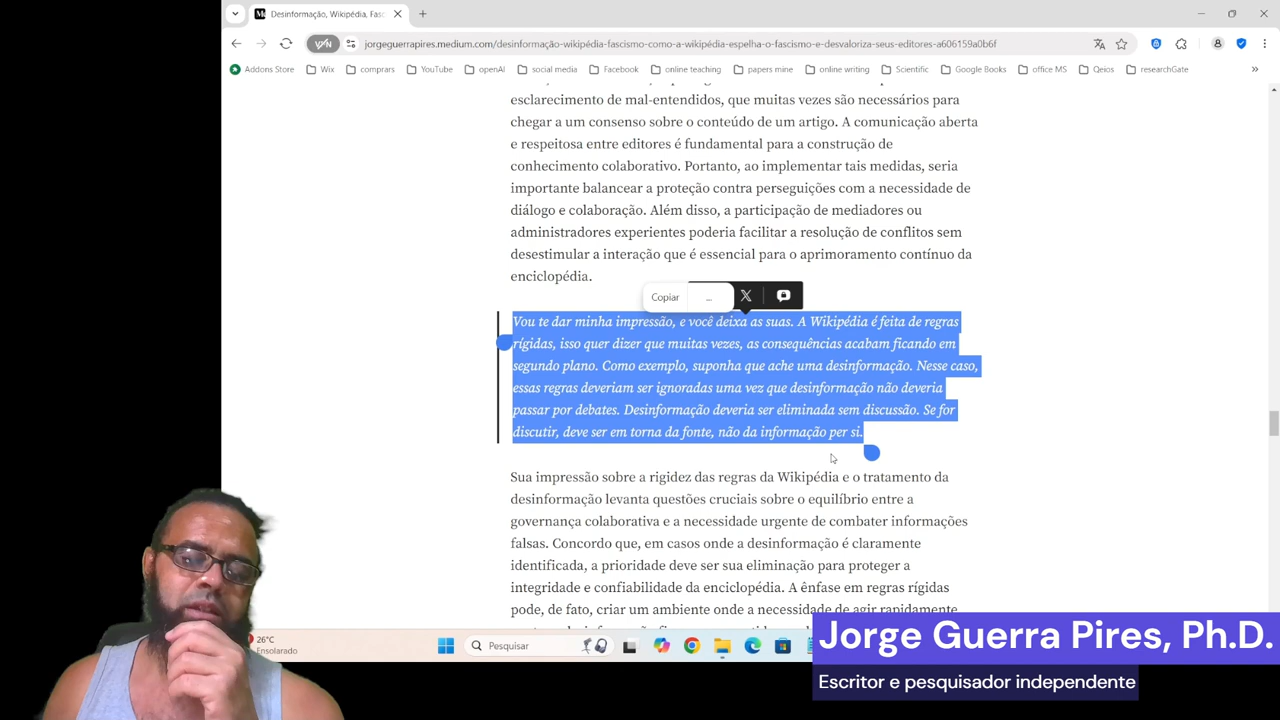 Desinformação, Wikipédia, Fasc
jorgeguerrapires.medium.com/desinformação-wikipédia-fascismo-como-a-wikipédia-espelha-o-fascismo-e-desvaloriza-seus-editores-a606159a0b6f
Addons Store Wix comprars YouTube openAI social media Facebook online teaching papers mine online writing Scientific Google Books office MS Qeios researchGate
esclarecimento de mal-entendidos, que muitas vezes são necessários para
chegar a um consenso sobre o conteúdo de um artigo. A comunicação aberta
e respeitosa entre editores é fundamental para a construção de
conhecimento colaborativo. Portanto, ao implementar tais medidas, seria
importante balancear a proteção contra perseguições com a necessidade de
diálogo e colaboração. Além disso, a participação de mediadores ou
administradores experientes poderia facilitar a resolução de conflitos sem
desestimular a interação que é essencial para o aprimoramento contínuo da
enciclopédia.
Copiar ...
Vou te dar minha impressão, e você deixa as suas. A Wikipédia é feita de regras
rígidas, isso quer dizer que muitas vezes, as consequências acabam ficando em
segundo plano. Como exemplo, suponha que ache uma desinformação. Nesse caso,
essas regras deveriam ser ignoradas uma vez que desinformação não deveria
passar por debates. Desinformação deveria ser eliminada sem discussão. Se for
discutir, deve ser em torna da fonte, não da informação per si.
Sua impressão sobre a rigidez das regras da Wikipédia e o tratamento da
desinformação levanta questões cruciais sobre o equilíbrio entre a
governança colaborativa e a necessidade urgente de combater informações
falsas. Concordo que, em casos onde a desinformação é claramente
identificada, a prioridade deve ser sua eliminação para proteger a
integridade e confiabilidade da enciclopédia. A ênfase em regras rígidas
pode, de fato, criar um ambiente onde a necessidade de agir rapidamente
26°C
Ensolarado
Pesquisar
Jorge Guerra Pires, Ph.D.
Escritor e pesquisador independente